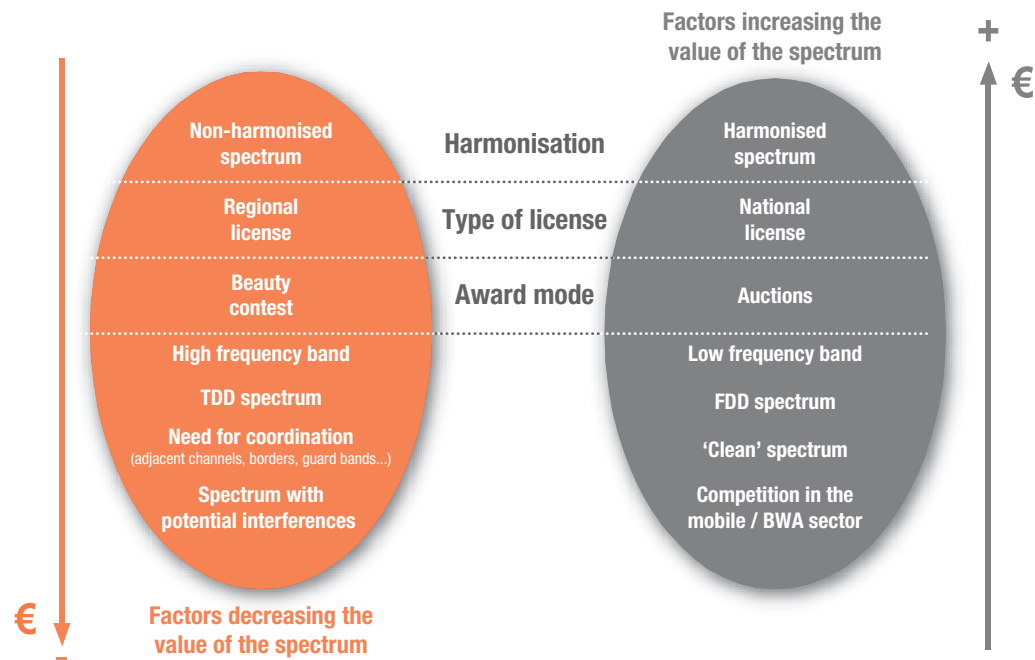 Factors increasing the
value of the spectrum
+
€
Non-harmonised
spectrum
Harmonisation
Harmonised
spectrum
Regional
license
Type of license
National
license
Beauty
contest
Award mode
Auctions
High frequency band
Low frequency band
TDD spectrum
FDD spectrum
Need for coordination
(adjacent channels, borders, guard bands...)
‘Clean’ spectrum
Spectrum with
potential interferences
Competition in the
mobile / BWA sector
€
-
Factors decreasing the
value of the spectrum